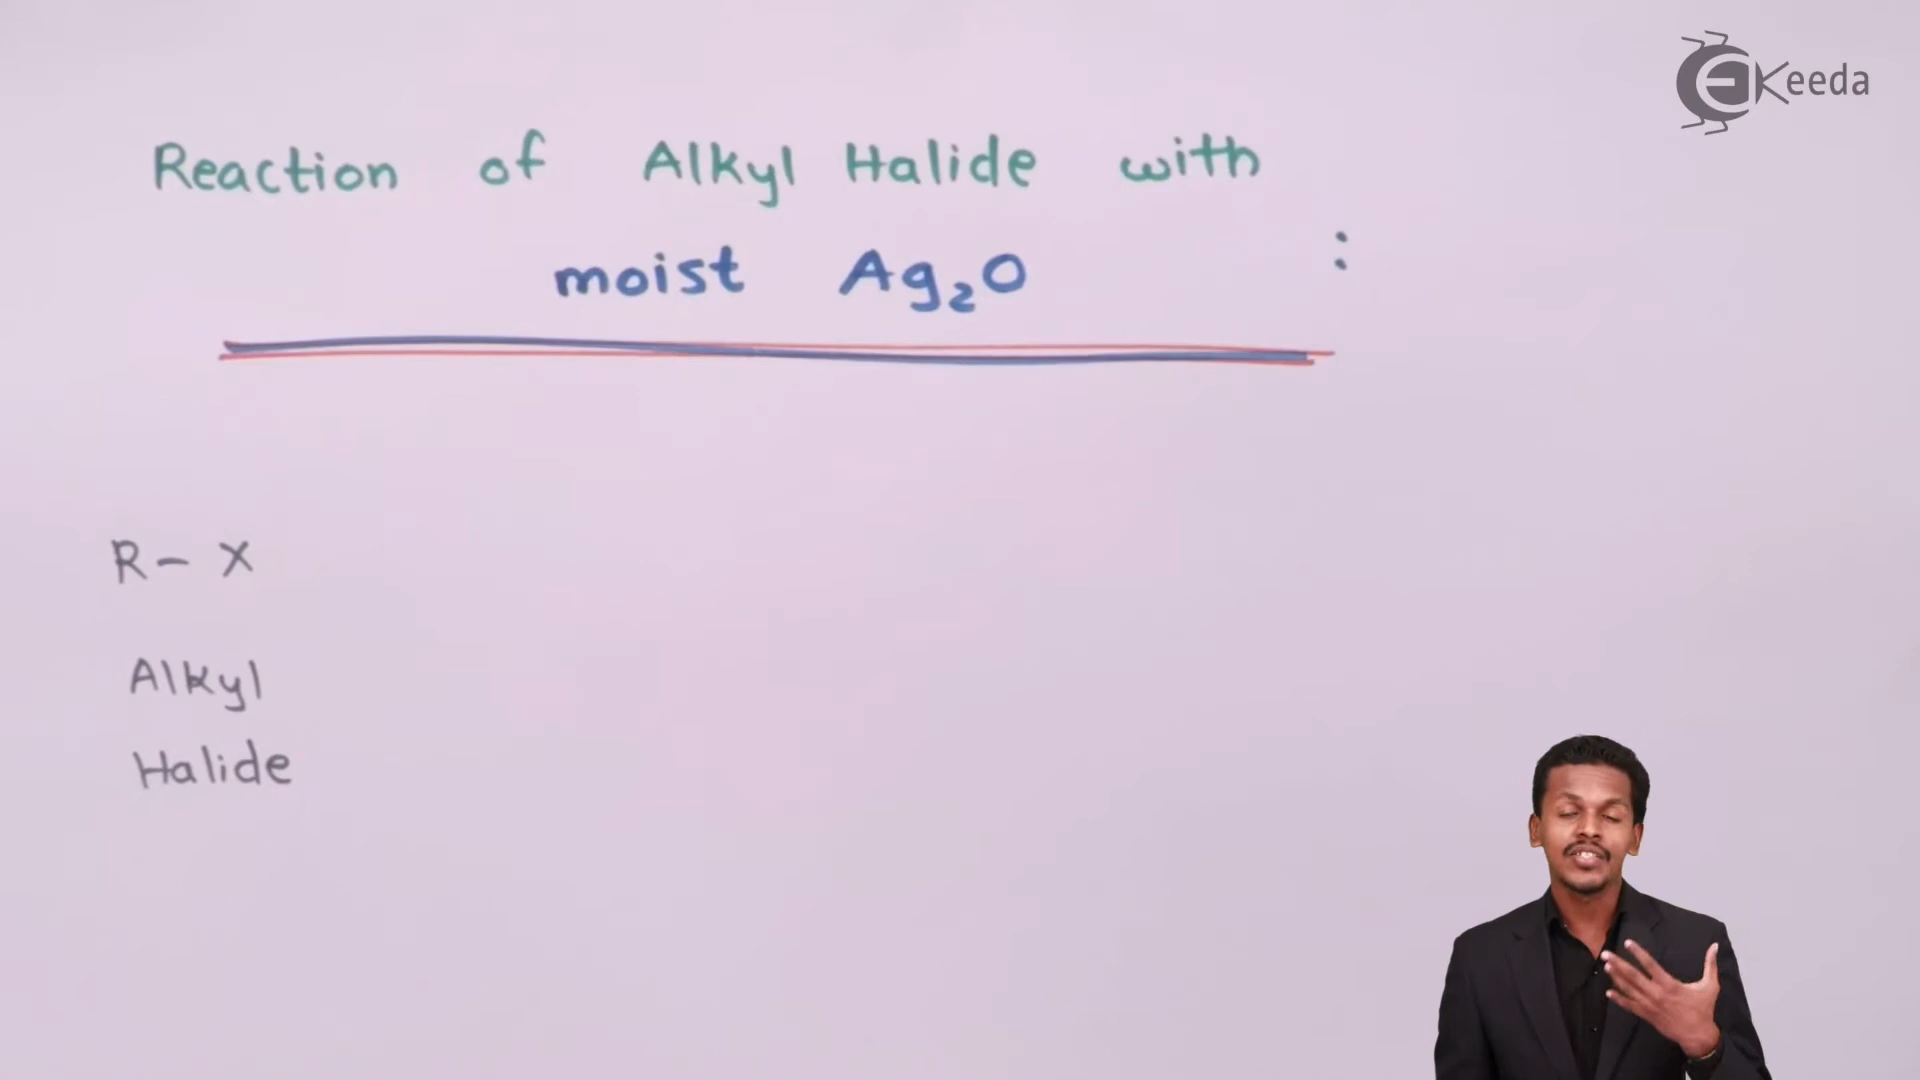 EKeeda
Reaction of Alkyl Halide with
moist Ag₂O :
R - X
Alkyl
Halide